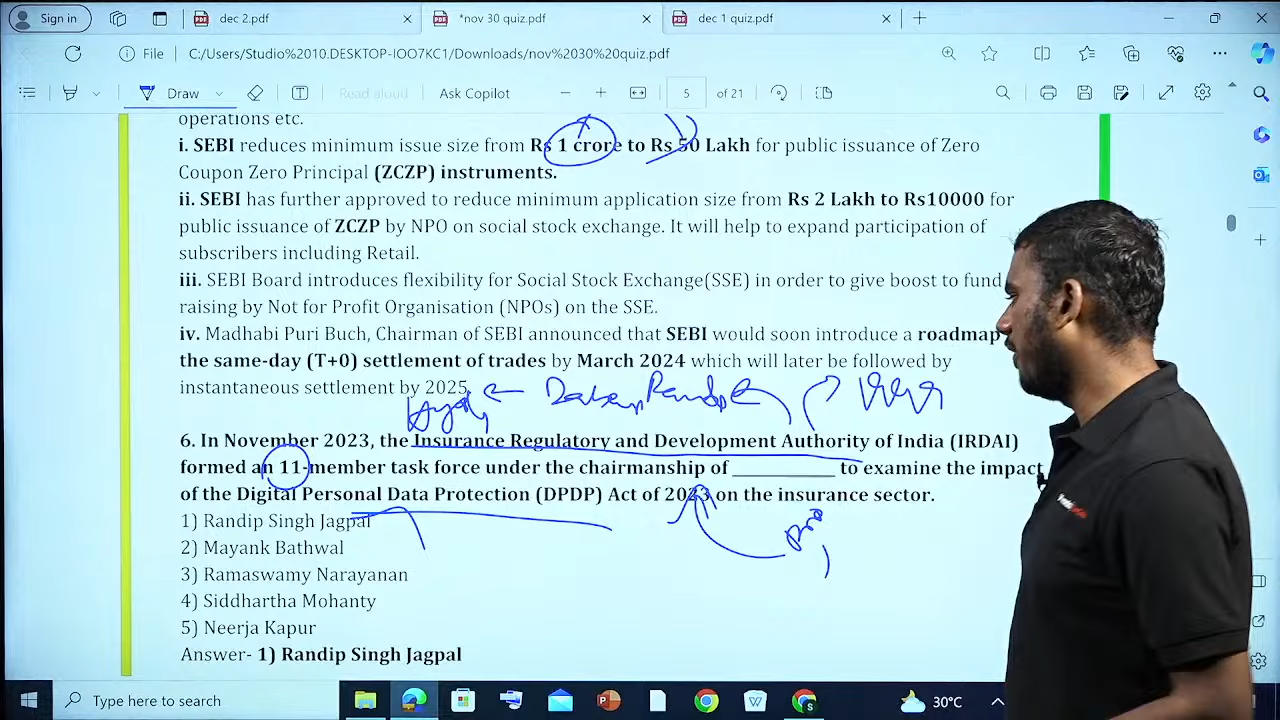 Sign in
dec 2.pdf
*nov 30 quiz.pdf
dec 1 quiz.pdf
File
C:/Users/Studio%2010.DESKTOP-IOO7KC1/Downloads/nov%2030%20quiz.pdf
Draw
Read aloud
Ask Copilot
5
of 21
operations etc.
i. SEBI reduces minimum issue size from Rs 1 crore to Rs 50 Lakh for public issuance of Zero
Coupon Zero Principal (ZCZP) instruments.
ii. SEBI has further approved to reduce minimum application size from Rs 2 Lakh to Rs10000 for
public issuance of ZCZP by NPO on social stock exchange. It will help to expand participation of
subscribers including Retail.
iii. SEBI Board introduces flexibility for Social Stock Exchange(SSE) in order to give boost to fund
raising by Not for Profit Organisation (NPOs) on the SSE.
iv. Madhabi Puri Buch, Chairman of SEBI announced that SEBI would soon introduce a roadmap
the same-day (T+0) settlement of trades by March 2024 which will later be followed by
instantaneous settlement by 2025.
6. In November 2023, the Insurance Regulatory and Development Authority of India (IRDAI)
formed an 11-member task force under the chairmanship of ___________ to examine the impact
of the Digital Personal Data Protection (DPDP) Act of 2023 on the insurance sector.
1) Randip Singh Jagpal
2) Mayank Bathwal
3) Ramaswamy Narayanan
4) Siddhartha Mohanty
5) Neerja Kapur
Answer- 1) Randip Singh Jagpal
Type here to search
30°C